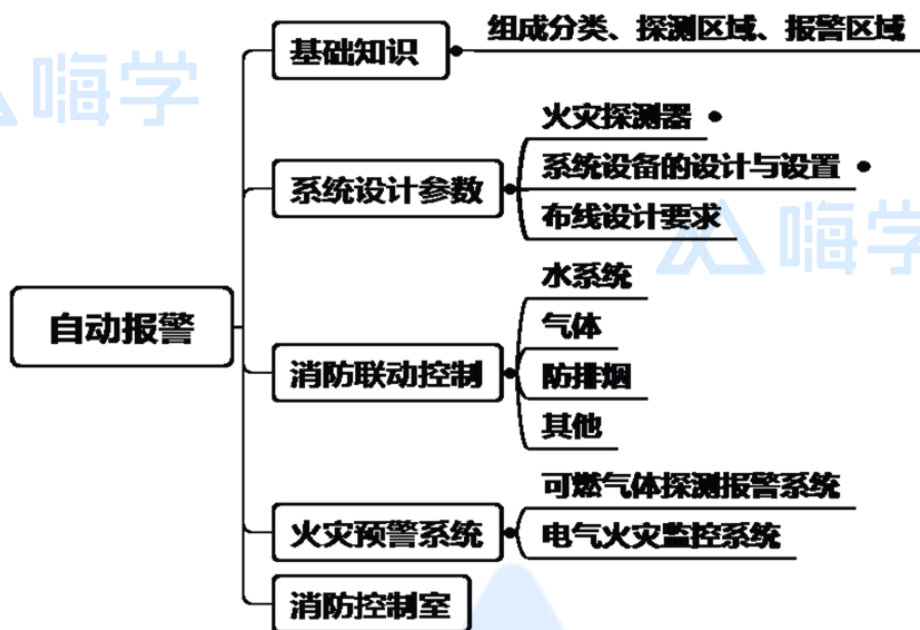 基础知识
组成分类、探测区域、报警区域
嗨学
火灾探测器
系统设计参数
系统设备的设计与设置
布线设计要求
嗨学
水系统
自动报警
气体
消防联动控制
防排烟
其他
可燃气体探测报警系统
火灾预警系统
电气火灾监控系统
消防控制室